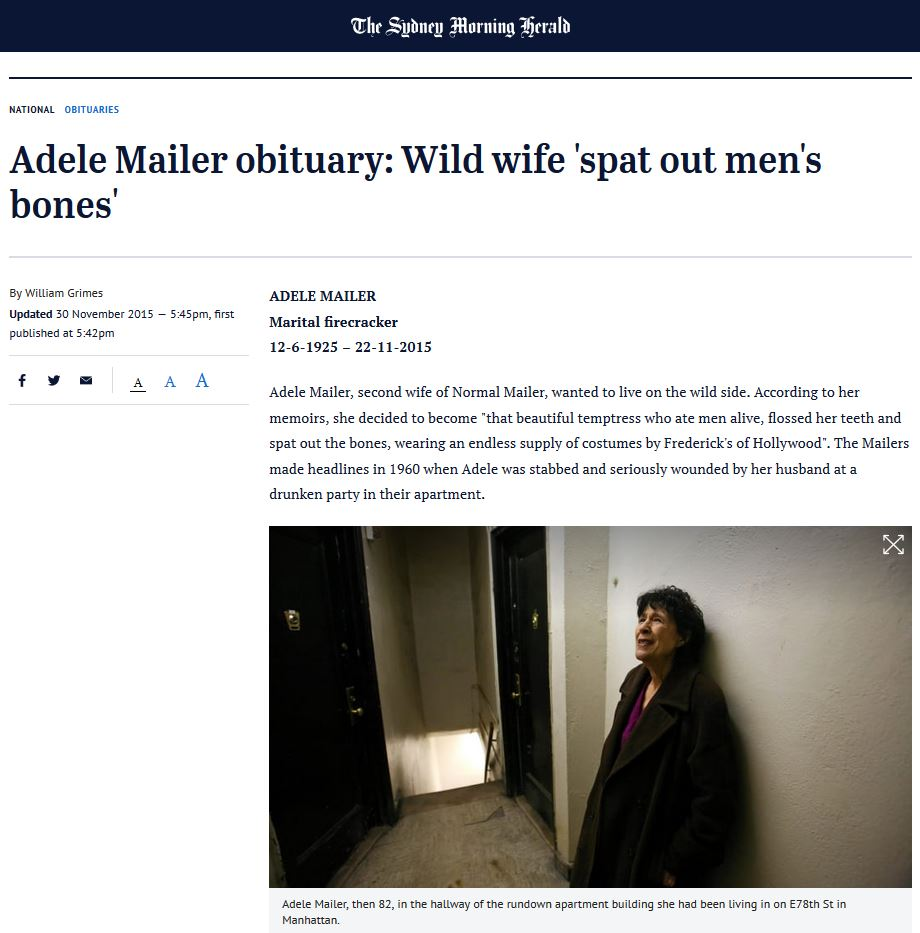 The Sydney Morning Herald
NATIONAL OBITUARIES
Adele Mailer obituary: Wild wife 'spat out men's
bones'
By William Grimes
Updated 30 November 2015 — 5:45pm, first
published at 5:42pm
A A A
ADELE MAILER
Marital firecracker
12-6-1925 – 22-11-2015
Adele Mailer, second wife of Normal Mailer, wanted to live on the wild side. According to her
memoirs, she decided to become "that beautiful temptress who ate men alive, flossed her teeth and
spat out the bones, wearing an endless supply of costumes by Frederick's of Hollywood". The Mailers
made headlines in 1960 when Adele was stabbed and seriously wounded by her husband at a
drunken party in their apartment.
Adele Mailer, then 82, in the hallway of the rundown apartment building she had been living in on E78th St in
Manhattan.